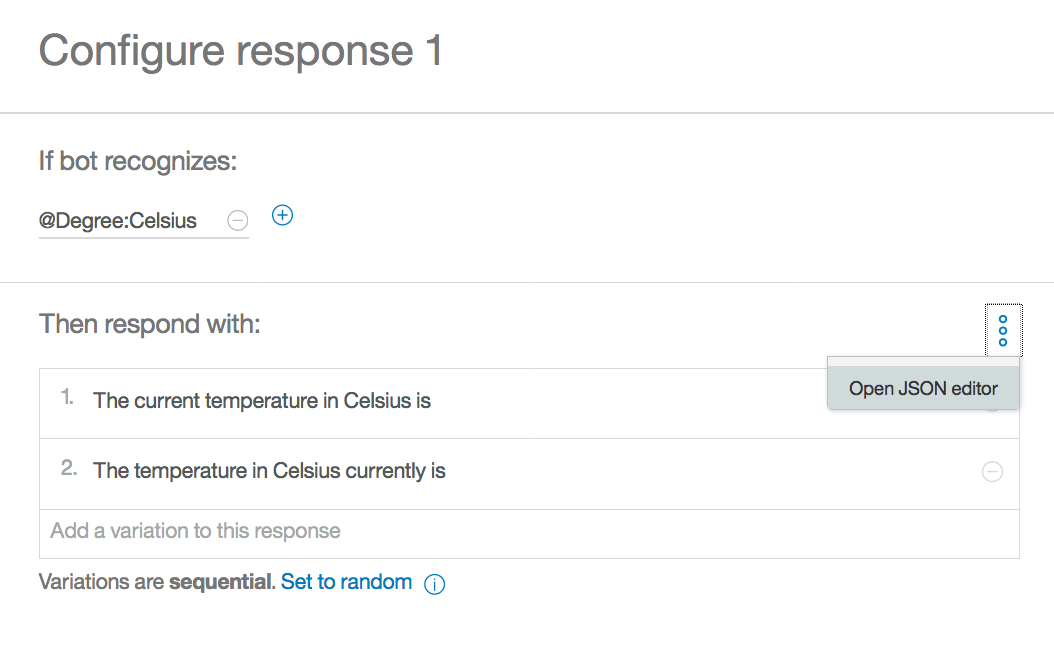 Configure response 1
If bot recognizes:
@Degree:Celsius
Then respond with:
Open JSON editor
1. The current temperature in Celsius is
2. The temperature in Celsius currently is
Add a variation to this response
Variations are sequential. Set to random